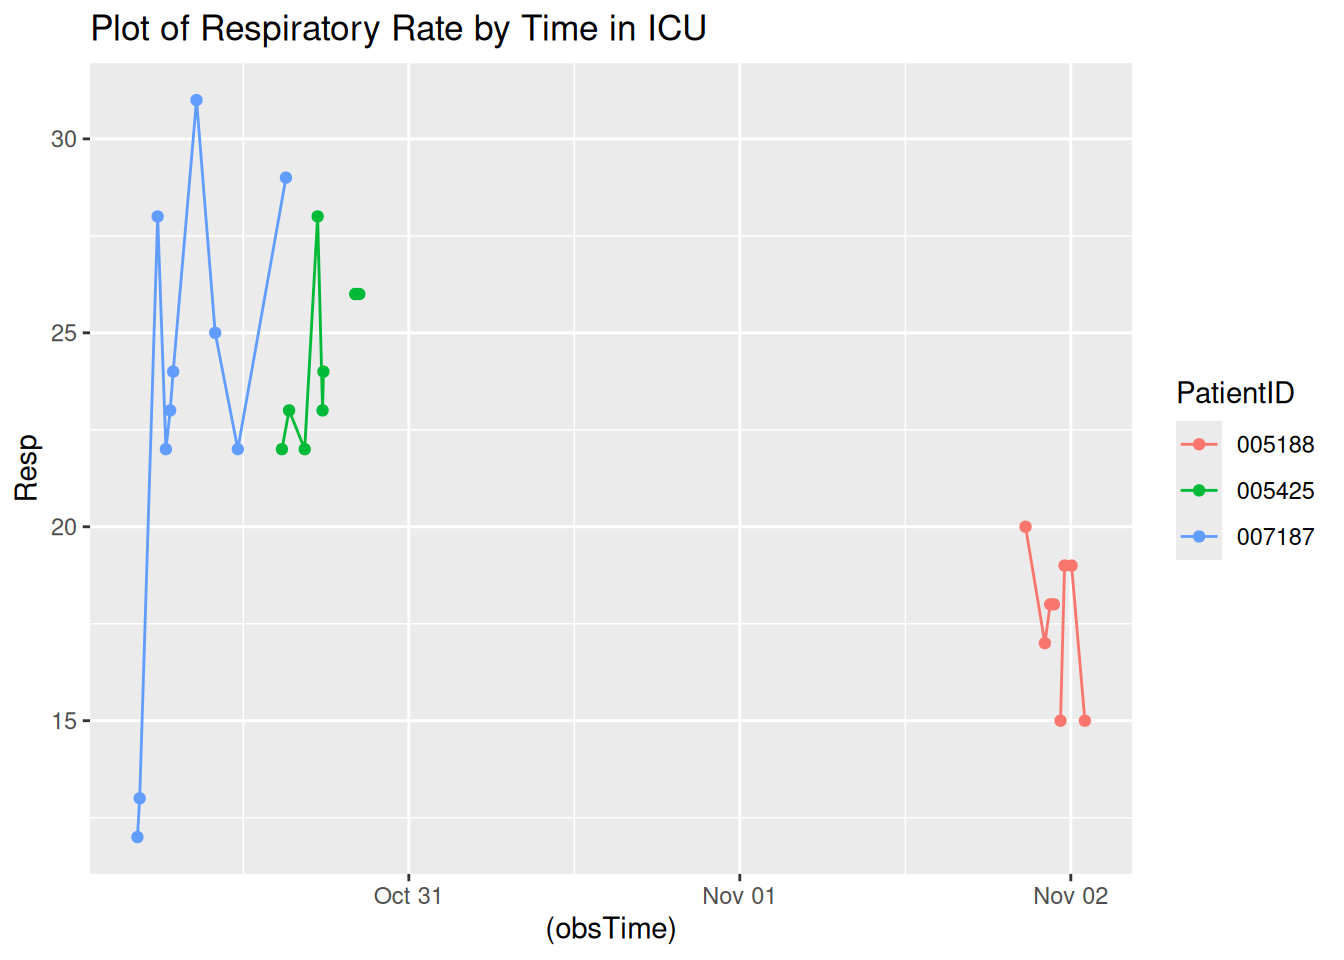 Plot of Respiratory Rate by Time in ICU
Resp
30
25
20
15
Oct 31 Nov 01 Nov 02
(obsTime)
PatientID
005188
005425
007187